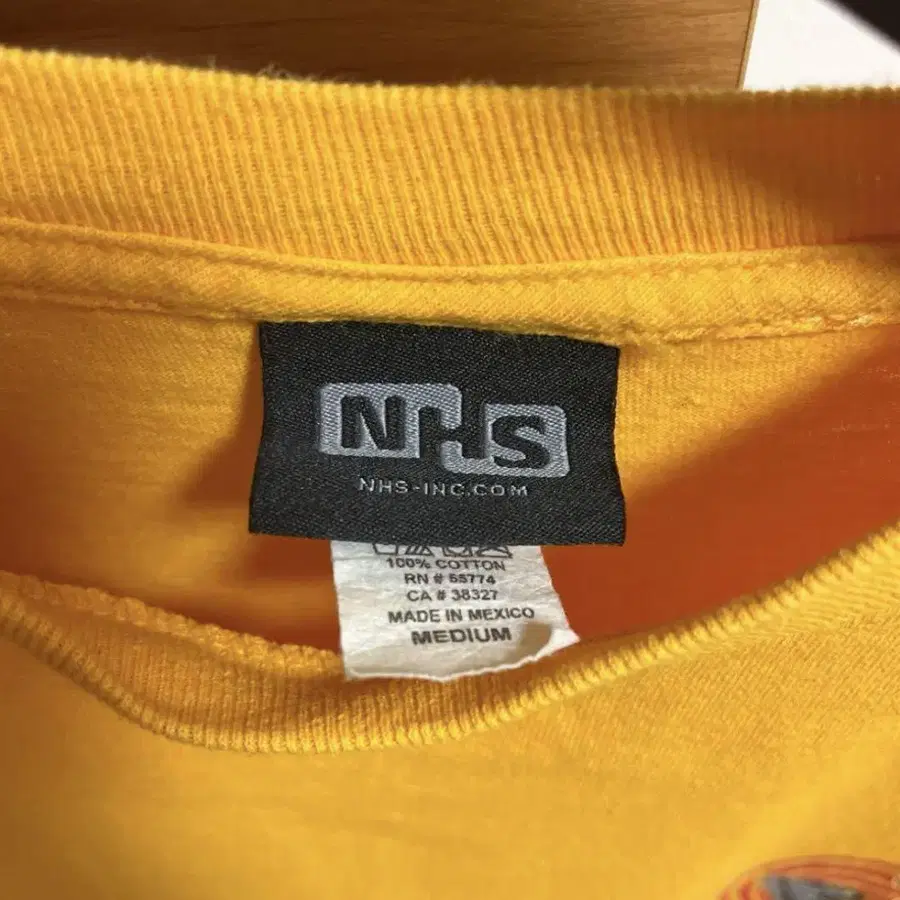 NHS
NHS-INC.COM
100% COTTON
RN # 55774
CA # 38327
MADE IN MEXICO
MEDIUM